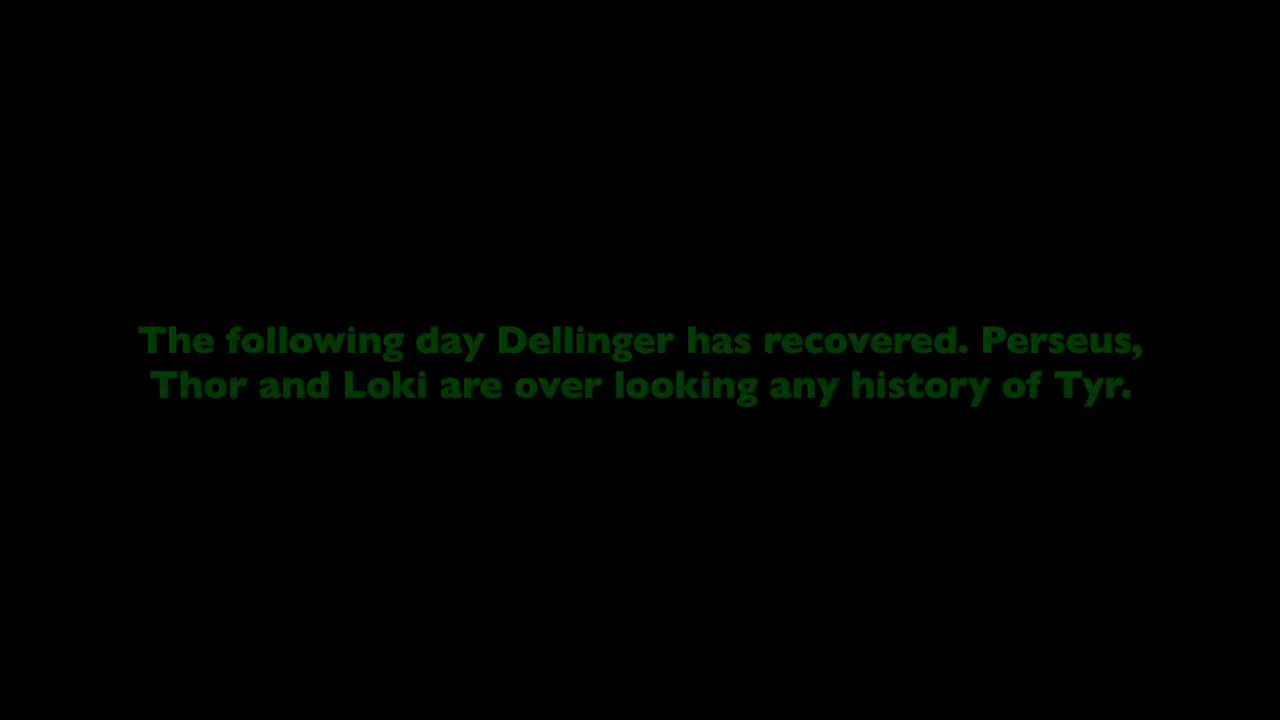 The following day Dellinger has recovered. Perseus,
Thor and Loki are over looking any history of Tyr.